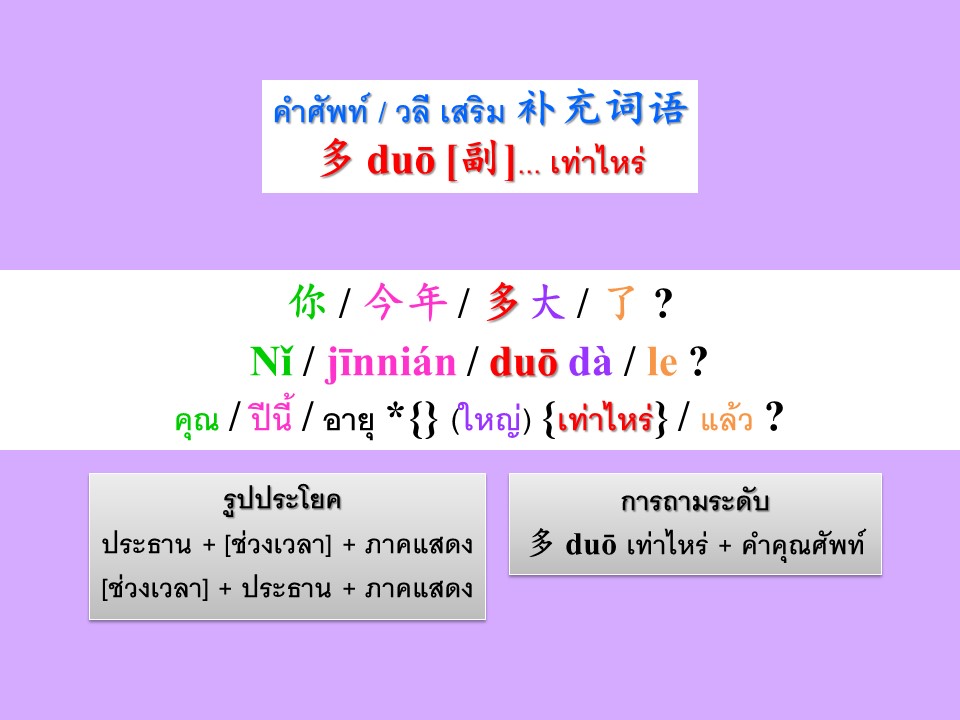 คำศัพท์ / วลี เสริม 补充词语
多 duō [副]... เท่าไหร่
你 / 今年 / 多大 / 了 ?
Nǐ / jīnnián / duō dà / le ?
คุณ / ปีนี้ / อายุ *{} (ใหญ่) {เท่าไหร่} / แล้ว ?
รูปประโยค
ประธาน + [ช่วงเวลา] + ภาคแสดง
[ช่วงเวลา] + ประธาน + ภาคแสดง
การถามระดับ
多 duō เท่าไหร่ + คำคุณศัพท์